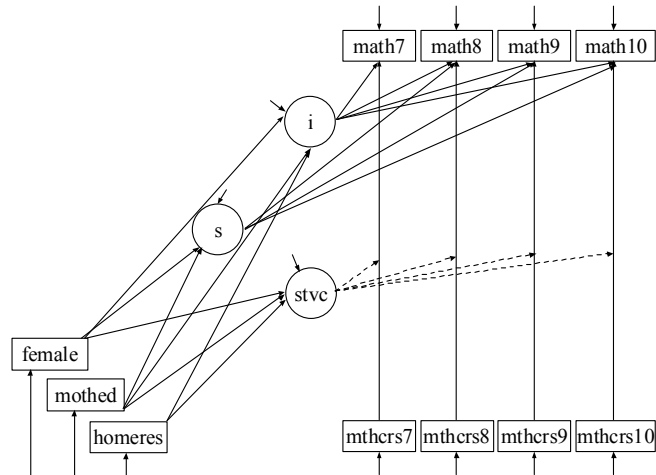 math7 math8 math9 math10
i
s
stvc
female
mothed
homeres
mthcrs7 mthcrs8 mthcrs9 mthcrs10